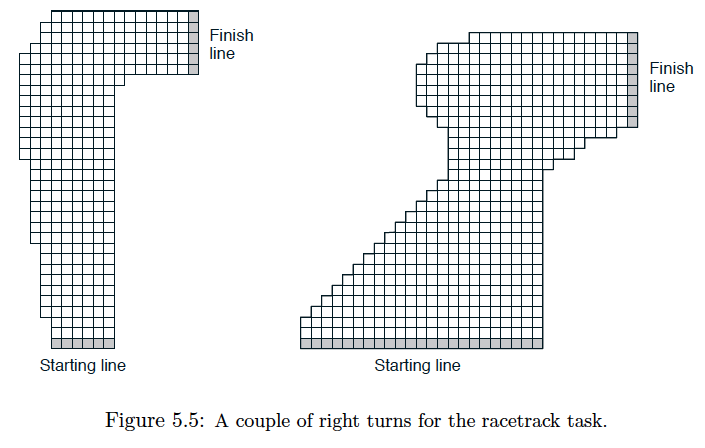 Finish
line
Finish
line
Starting line
Starting line
Figure 5.5: A couple of right turns for the racetrack task.